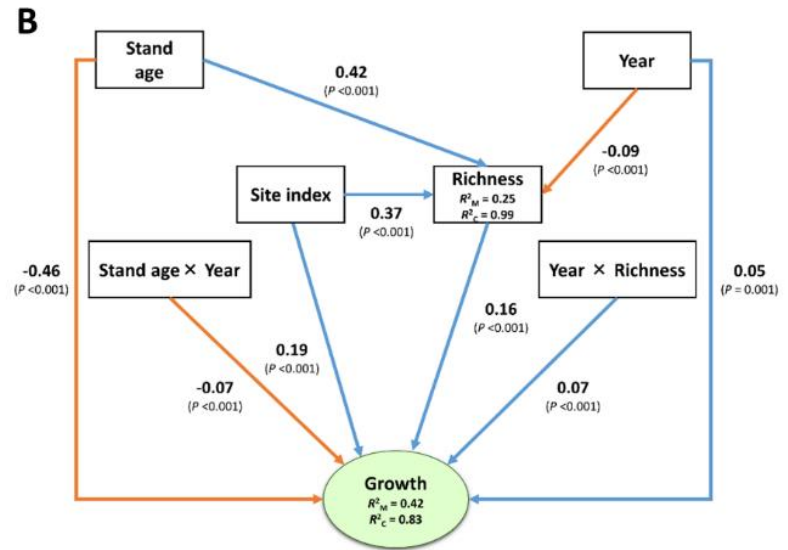 B
Stand
age
Year
0.42
(P <0.001)
-0.09
(P <0.001)
Site index
0.37
(P <0.001)
Richness
R²M = 0.25
R²C = 0.99
Stand age × Year
Year × Richness
-0.46
(P <0.001)
0.05
(P = 0.001)
0.16
(P <0.001)
0.19
(P <0.001)
-0.07
(P <0.001)
0.07
(P <0.001)
Growth
R²M = 0.42
R²C = 0.83